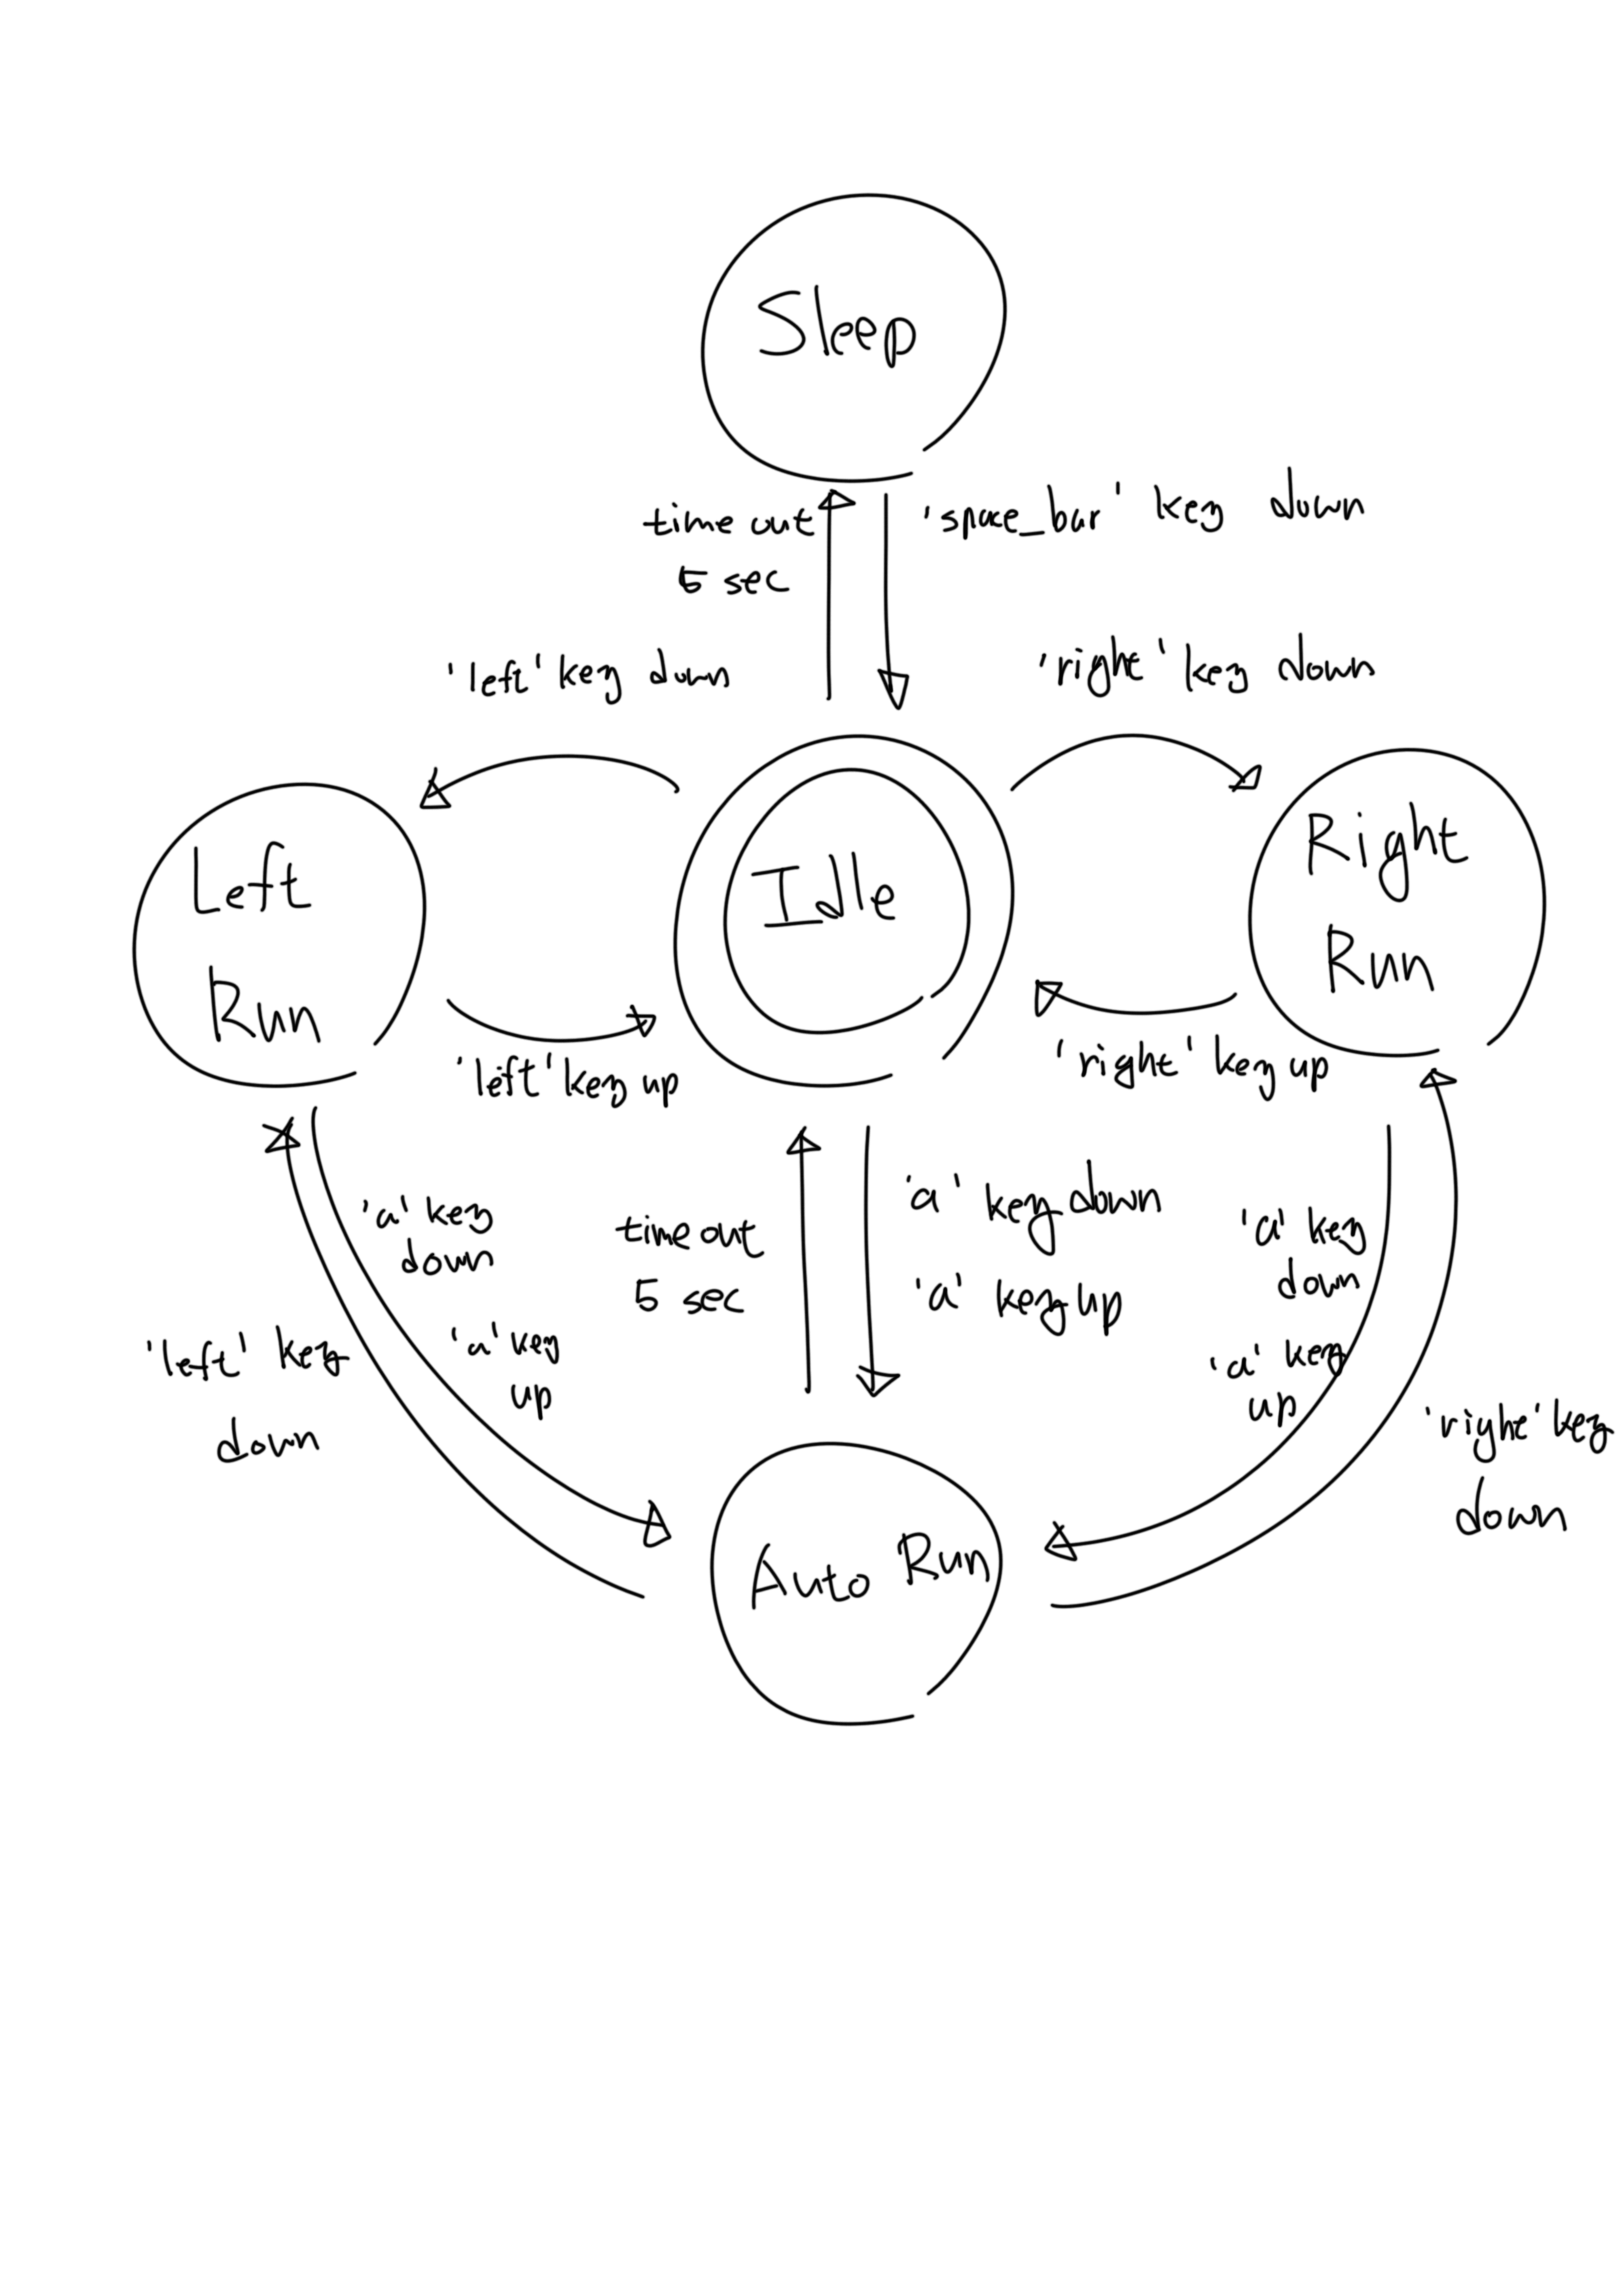 Sleep
time out
5 sec
'space_bar' key down
'left' key down
'right' key down
Left
Run
Idle
Right
Run
'left' key up
'right' key up
'a' key
down
'a' key
up
'left' key
down
time out
5 sec
'a' key down
'a' key up
'a' key
down
'a' key
up
'right' key
down
Auto Run